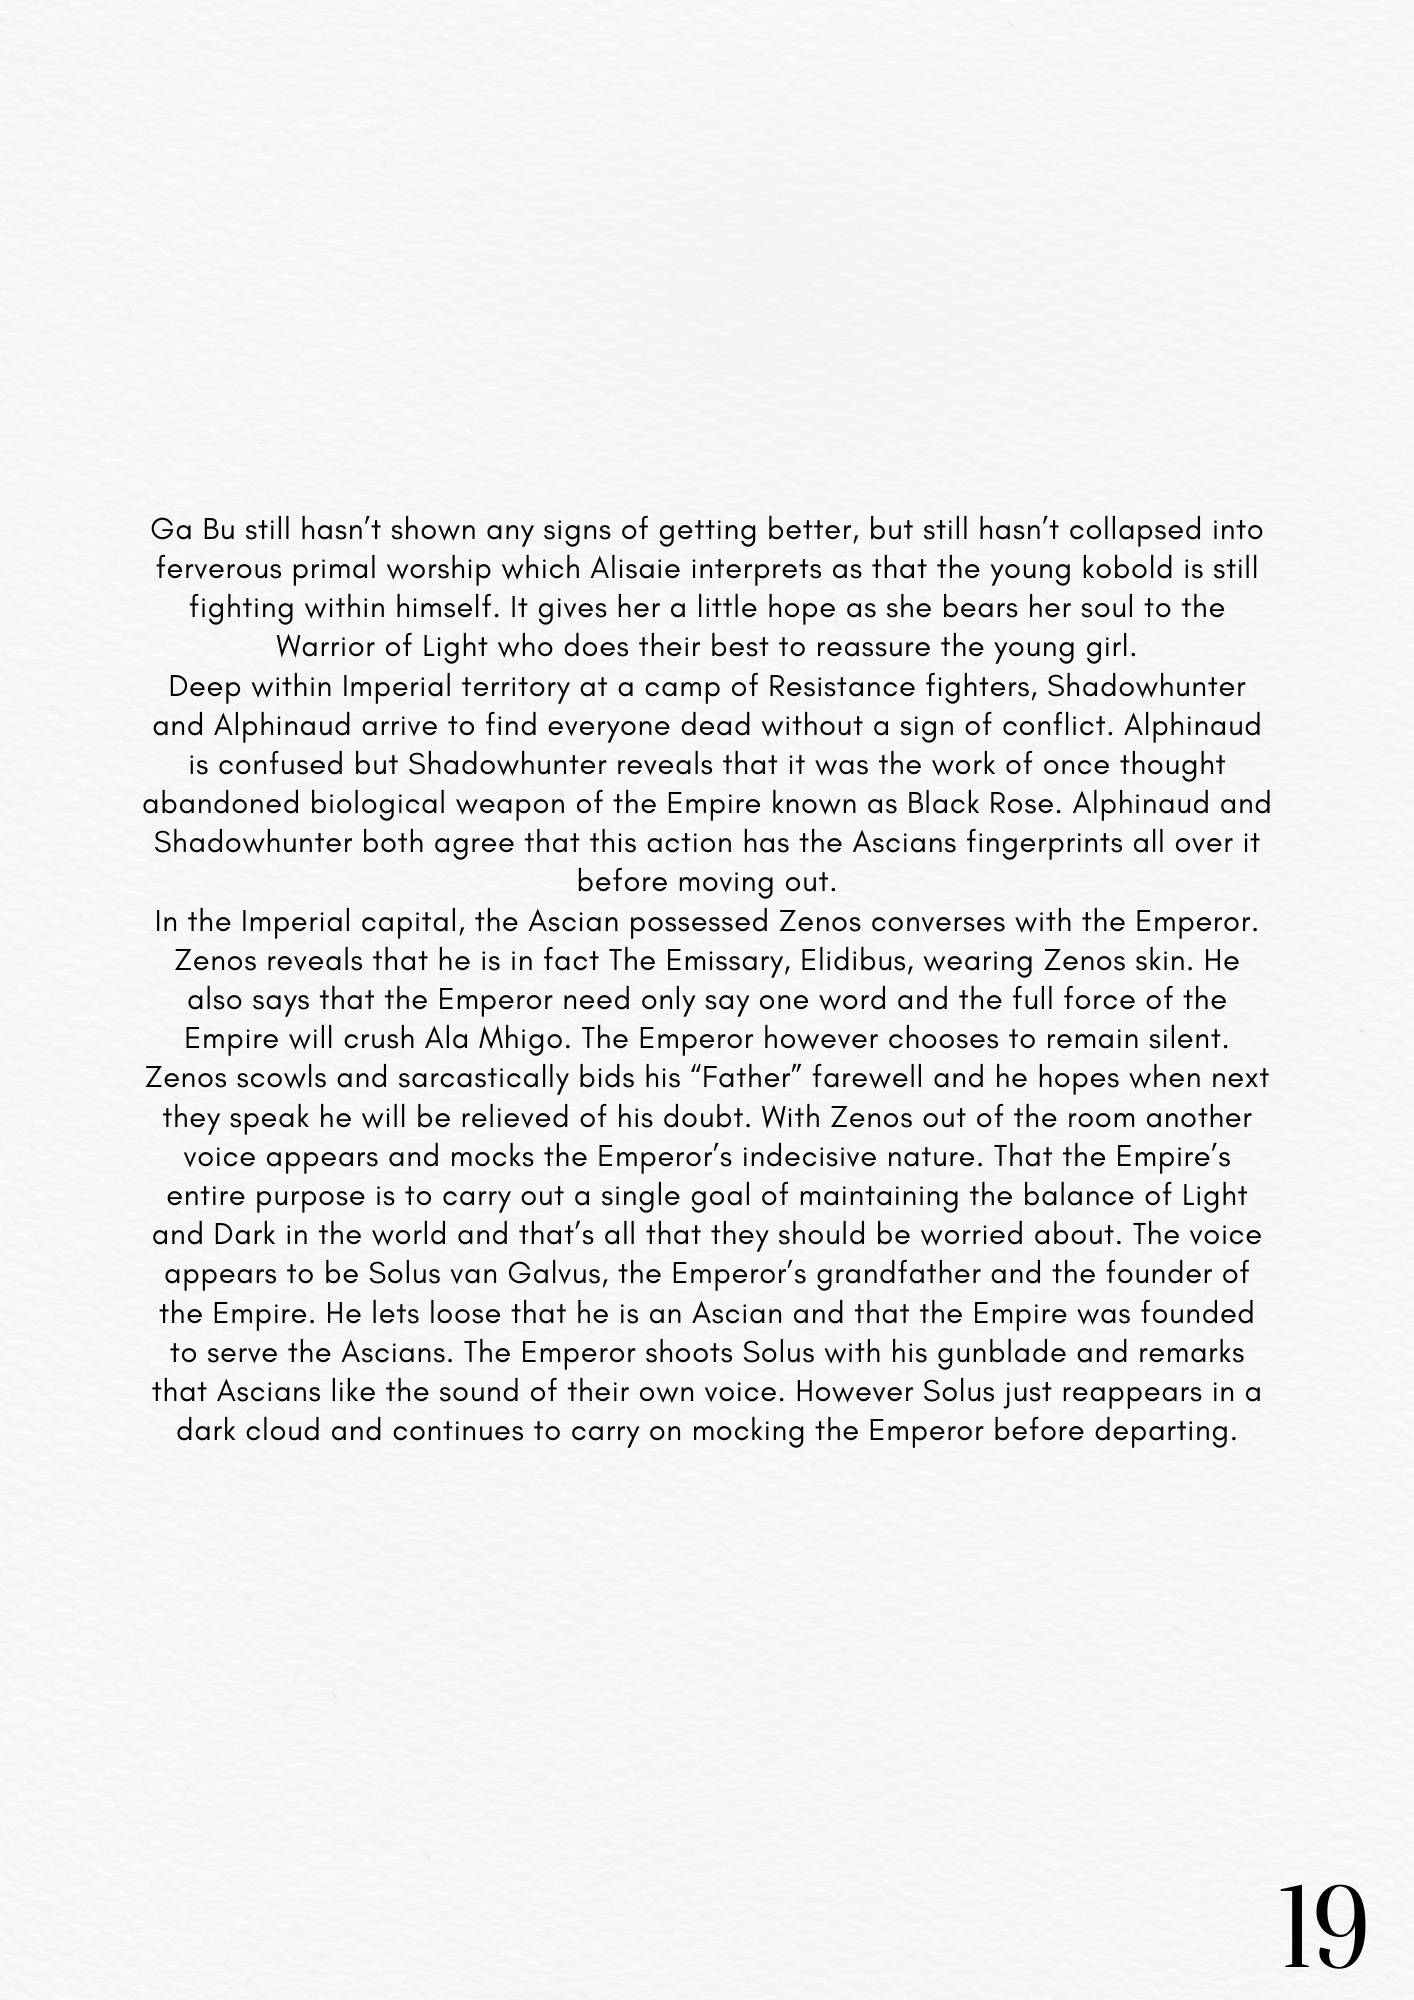 Ga Bu still hasn’t shown any signs of getting better, but still hasn’t collapsed into
ferverous primal worship which Alisaie interprets as that the young kobold is still
fighting within himself. It gives her a little hope as she bears her soul to the
Warrior of Light who does their best to reassure the young girl.
Deep within Imperial territory at a camp of Resistance fighters, Shadowhunter
and Alphinaud arrive to find everyone dead without a sign of conflict. Alphinaud
is confused but Shadowhunter reveals that it was the work of once thought
abandoned biological weapon of the Empire known as Black Rose. Alphinaud and
Shadowhunter both agree that this action has the Ascians fingerprints all over it
before moving out.
In the Imperial capital, the Ascian possessed Zenos converses with the Emperor.
Zenos reveals that he is in fact The Emissary, Elidibus, wearing Zenos skin. He
also says that the Emperor need only say one word and the full force of the
Empire will crush Ala Mhigo. The Emperor however chooses to remain silent.
Zenos scowls and sarcastically bids his “Father” farewell and he hopes when next
they speak he will be relieved of his doubt. With Zenos out of the room another
voice appears and mocks the Emperor’s indecisive nature. That the Empire’s
entire purpose is to carry out a single goal of maintaining the balance of Light
and Dark in the world and that’s all that they should be worried about. The voice
appears to be Solus van Galvus, the Emperor’s grandfather and the founder of
the Empire. He lets loose that he is an Ascian and that the Empire was founded
to serve the Ascians. The Emperor shoots Solus with his gunblade and remarks
that Ascians like the sound of their own voice. However Solus just reappears in a
dark cloud and continues to carry on mocking the Emperor before departing.
19